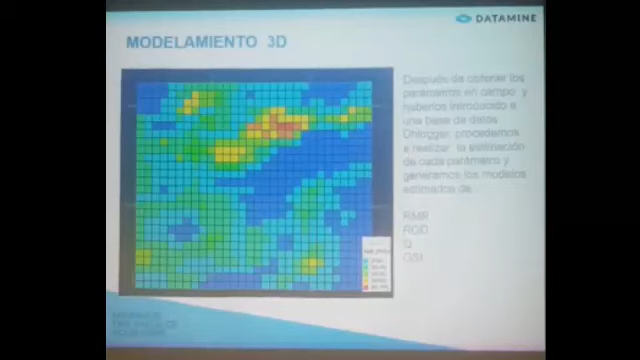 DATAMINE
MODELAMIENTO 3D
Después de obtener los
parámetros en campo y
haberlos introducido a
una base de datos
Dhlogger, procedemos
a realizar la estimación
de cada parámetro y
generamos los modelos
estimados de
RMR
RQD
Q
GSI